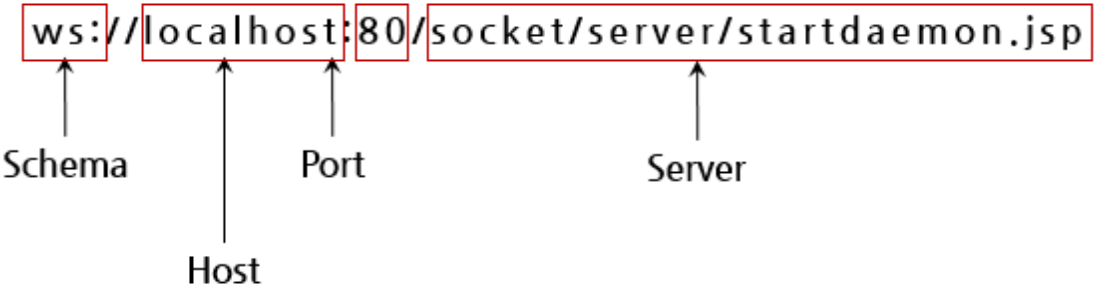 ws://localhost:80/socket/server/startdaemon.jsp
Schema
Port
Server
Host